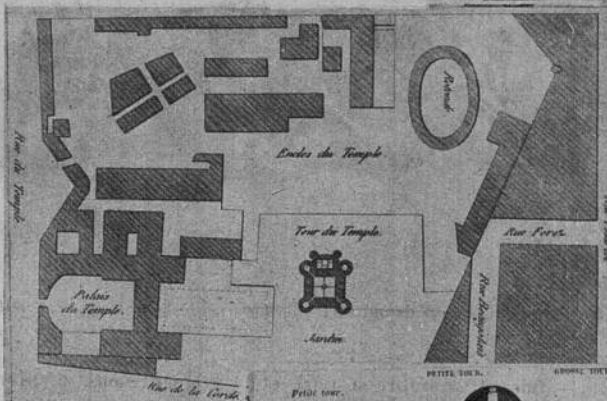 Rotonde
Enclos du Temple.
Rue du Temple
Tour du Temple.
Rue Forez
Palais
du Temple.
Rue Beaujolais
Jardin
Rue de la Corde
PETITE TOUR.
GROSSE TOUR
Petite tour.